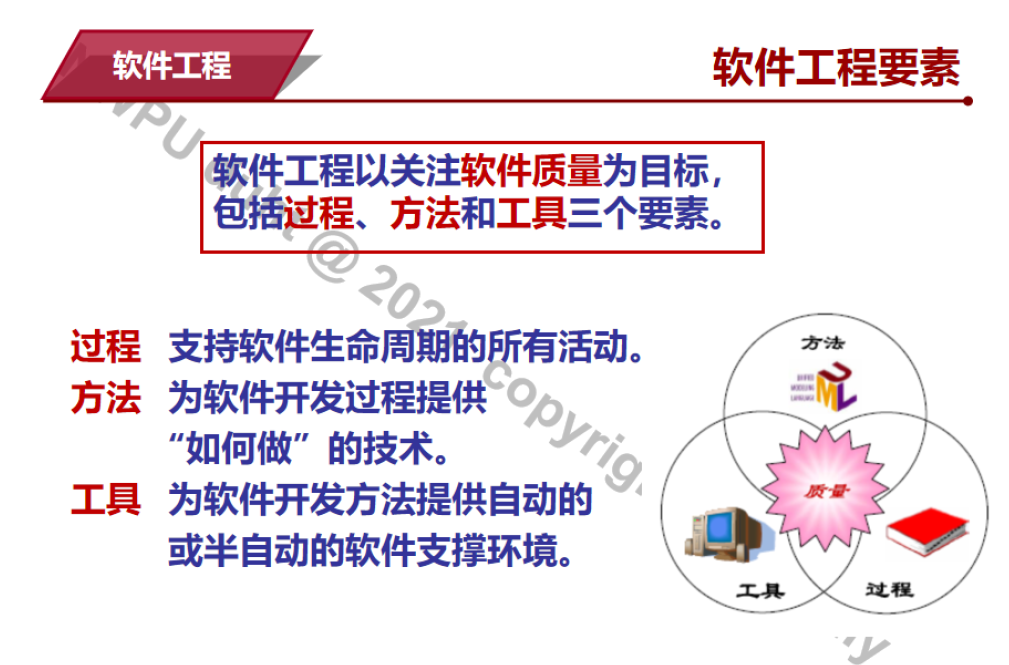 软件工程
软件工程要素
软件工程以关注软件质量为目标，
包括过程、方法和工具三个要素。
过程 支持软件生命周期的所有活动。
方法 为软件开发过程提供
“如何做”的技术。
工具 为软件开发方法提供自动的
或半自动的软件支撑环境。
方法
UNIFIED
MODELING
LANGUAGE
UML
质量
工具
过程
@ 2021 copyrig